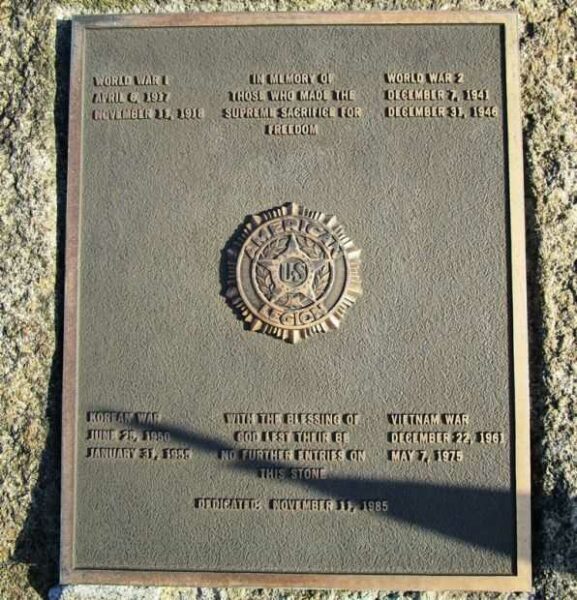 WORLD WAR I
APRIL 6, 1917
NOVEMBER 11, 1918
IN MEMORY OF
THOSE WHO MADE THE
SUPREME SACRIFICE FOR
FREEDOM
WORLD WAR 2
DECEMBER 7, 1941
DECEMBER 31, 1946
AMERICAN
US
LEGION
KOREAN WAR
JUNE 25, 1950
JANUARY 31, 1955
WITH THE BLESSING OF
GOD LEST THEIR BE
NO FURTHER ENTRIES ON
THIS STONE
VIETNAM WAR
DECEMBER 22, 1961
MAY 7, 1975
DEDICATED: NOVEMBER 11, 1985